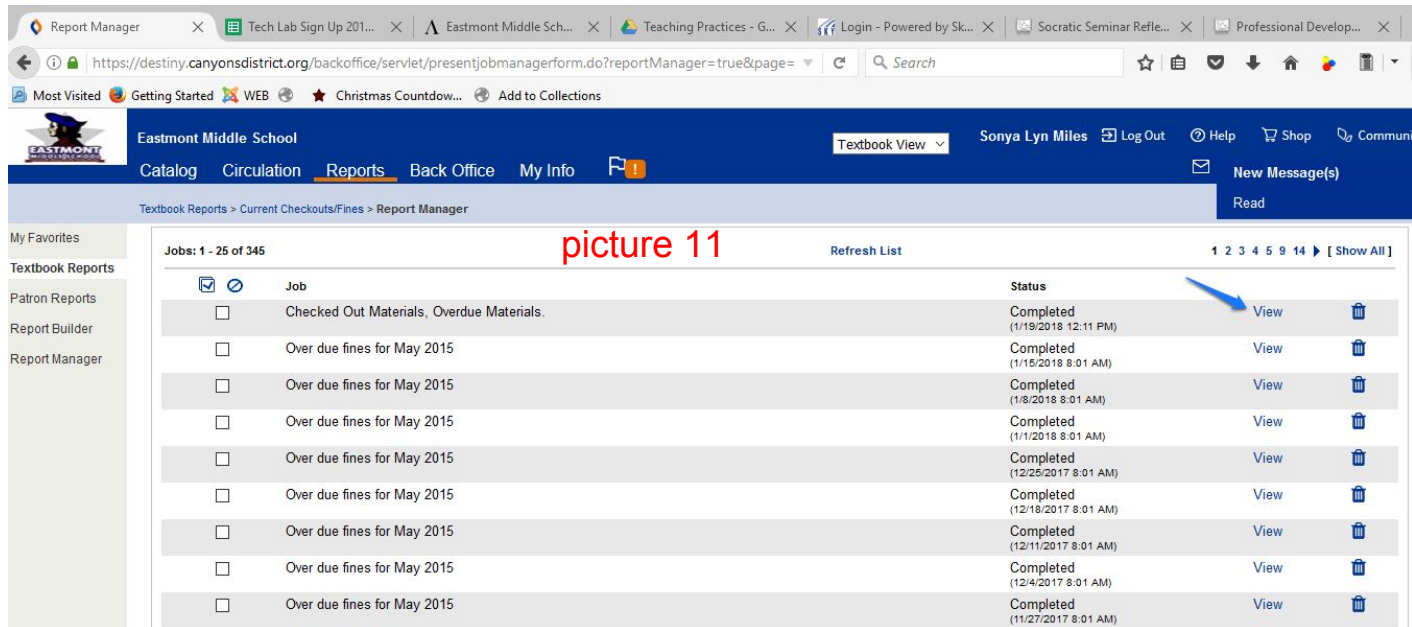 Report Manager
Tech Lab Sign Up 201...
Eastmont Middle Sch...
Teaching Practices - G...
Login - Powered by Sk...
Socratic Seminar Refle...
Professional Develop...
https://destiny.canyonsdistrict.org/backoffice/servlet/presentjobmanagerform.do?reportManager=true&page=
Search
Most Visited Getting Started WEB Christmas Countdow... Add to Collections
EASTMONT
Eastmont Middle School
Textbook View
Sonya Lyn Miles Log Out Help Shop Communi
Catalog Circulation Reports Back Office My Info
New Message(s)
Read
Textbook Reports > Current Checkouts/Fines > Report Manager
My Favorites
Textbook Reports
Patron Reports
Report Builder
Report Manager
Jobs: 1 - 25 of 345
picture 11
Refresh List
1 2 3 4 5 9 14 [ Show All ]
Job Status
Checked Out Materials, Overdue Materials. Completed View
(1/19/2018 12:11 PM)
Over due fines for May 2015 Completed View
(1/15/2018 8:01 AM)
Over due fines for May 2015 Completed View
(1/8/2018 8:01 AM)
Over due fines for May 2015 Completed View
(1/1/2018 8:01 AM)
Over due fines for May 2015 Completed View
(12/25/2017 8:01 AM)
Over due fines for May 2015 Completed View
(12/18/2017 8:01 AM)
Over due fines for May 2015 Completed View
(12/11/2017 8:01 AM)
Over due fines for May 2015 Completed View
(12/4/2017 8:01 AM)
Over due fines for May 2015 Completed View
(11/27/2017 8:01 AM)